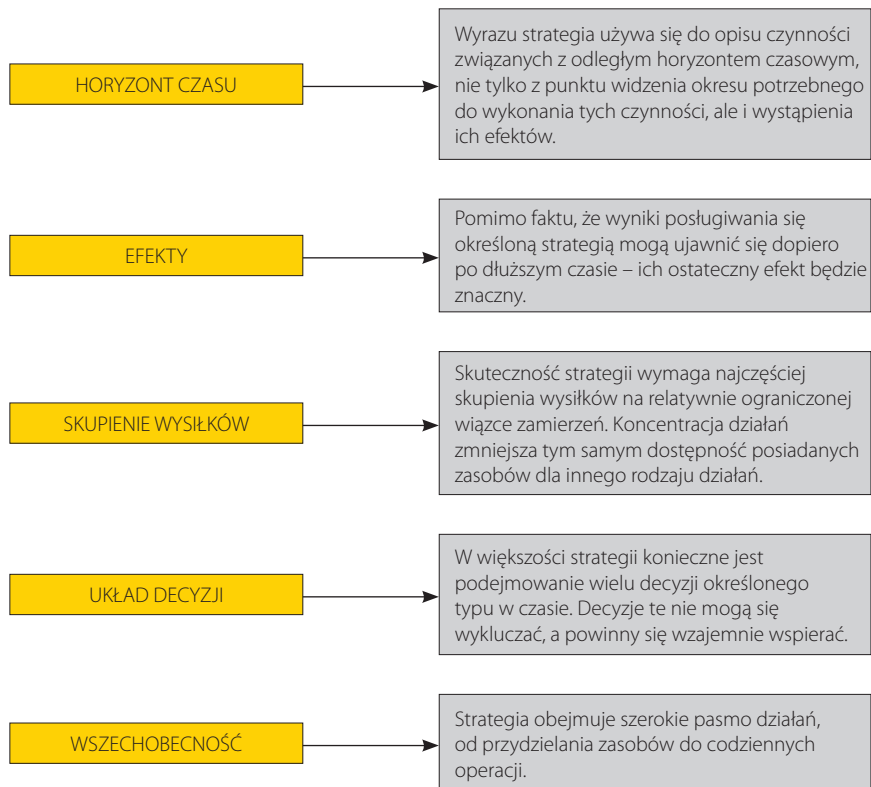 HORYZONT CZASU
Wyrazu strategia używa się do opisu czynności
związanych z odległym horyzontem czasowym,
nie tylko z punktu widzenia okresu potrzebnego
do wykonania tych czynności, ale i wystąpienia
ich efektów.
EFEKTY
Pomimo faktu, że wyniki posługiwania się
określoną strategią mogą ujawnić się dopiero
po dłuższym czasie – ich ostateczny efekt będzie
znaczny.
SKUPIENIE WYSIŁKÓW
Skuteczność strategii wymaga najczęściej
skupienia wysiłków na relatywnie ograniczonej
wiązce zamierzeń. Koncentracja działań
zmniejsza tym samym dostępność posiadanych
zasobów dla innego rodzaju działań.
UKŁAD DECYZJI
W większości strategii konieczne jest
podejmowanie wielu decyzji określonego
typu w czasie. Decyzje te nie mogą się
wykluczać, a powinny się wzajemnie wspierać.
WSZECHOBECNOŚĆ
Strategia obejmuje szerokie pasmo działań,
od przydzielania zasobów do codziennych
operacji.